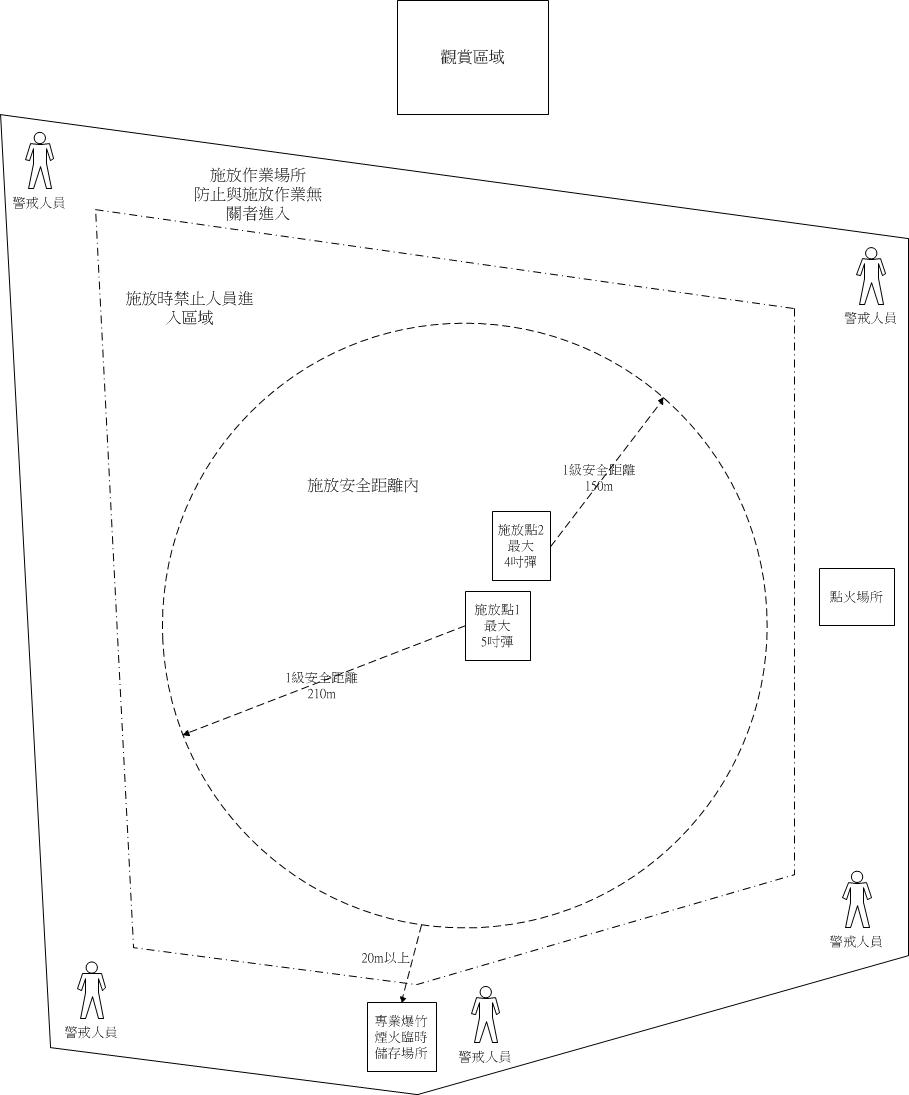 觀賞區域
施放作業場所
防止與施放作業無
關者進入
警戒人員
警戒人員
施放時禁止人員進
入區域
1級安全距離
150m
施放安全距離內
施放點2
最大
4吋彈
點火場所
施放點1
最大
5吋彈
1級安全距離
210m
警戒人員
20m以上
專業爆竹
煙火臨時
儲存場所
警戒人員
警戒人員